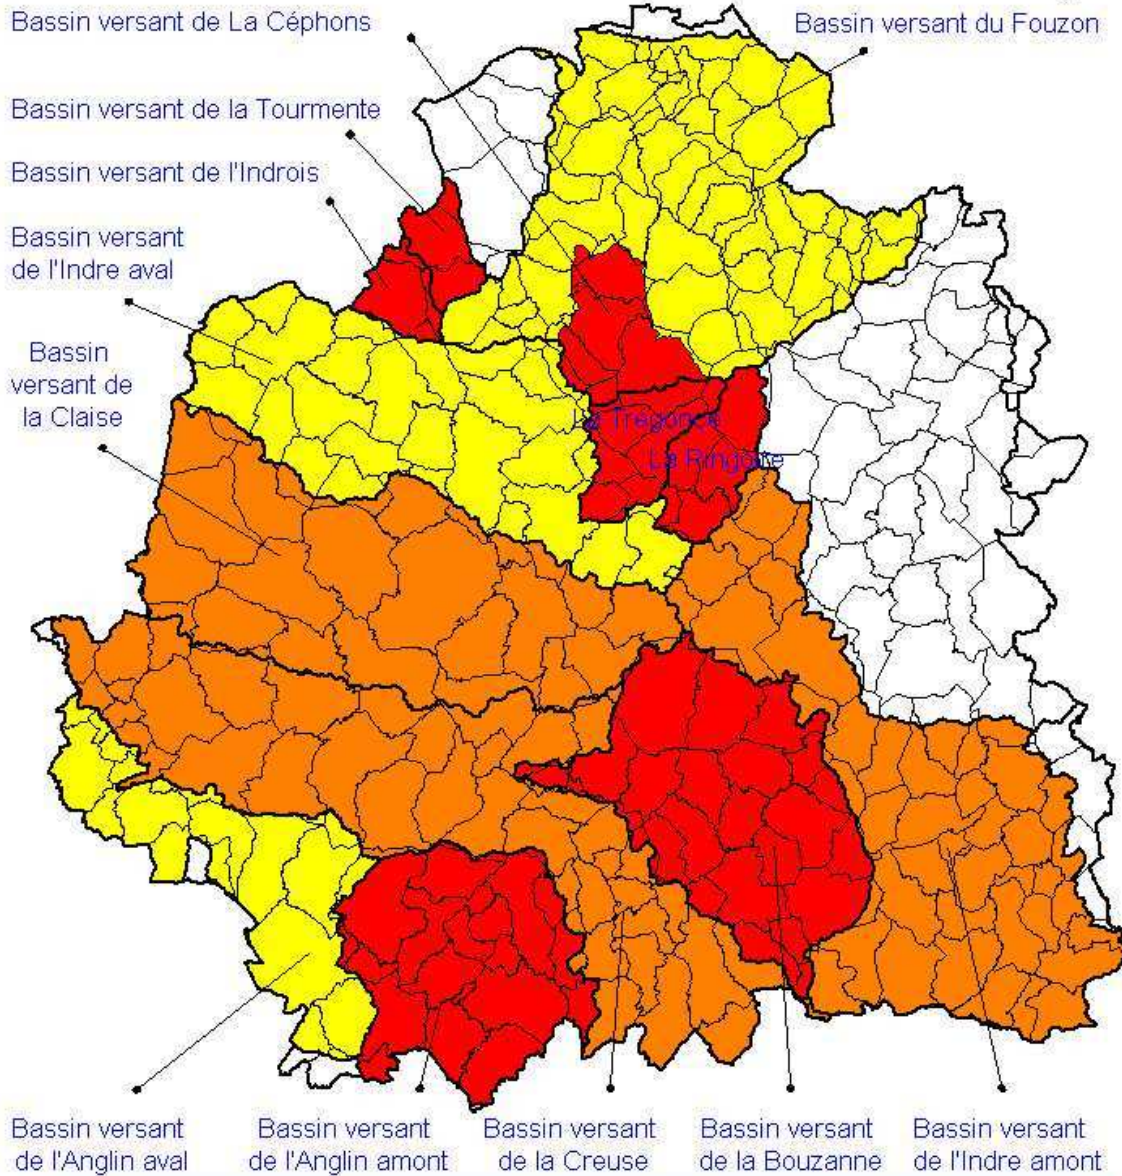 Bassin versant de La Céphons
Bassin versant du Fouzon
Bassin versant de la Tourmente
Bassin versant de l'Indrois
Bassin versant
de l'Indre aval
Bassin
versant de
la Claise
La Trégonce
La Ringoire
Bassin versant
de l'Anglin aval
Bassin versant
de l'Anglin amont
Bassin versant
de la Creuse
Bassin versant
de la Bouzanne
Bassin versant
de l'Indre amont